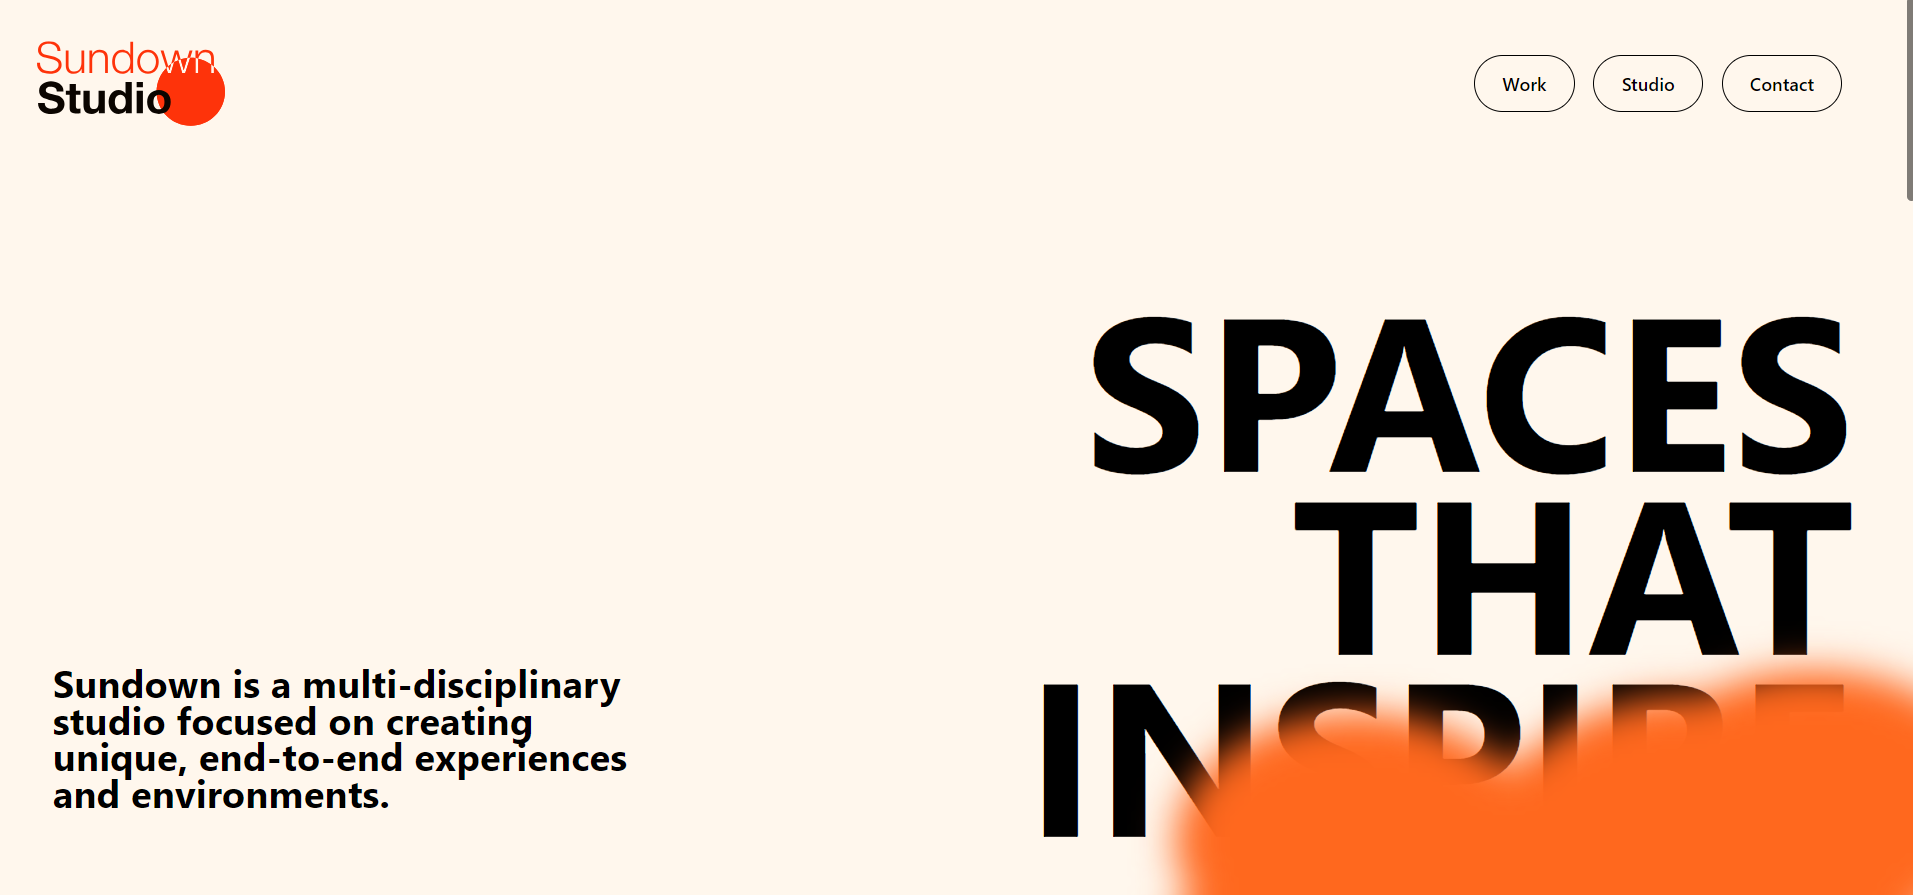 Sundown
Studio
Work
Studio
Contact
SPACES
THAT
INSPIRE
Sundown is a multi-disciplinary
studio focused on creating
unique, end-to-end experiences
and environments.